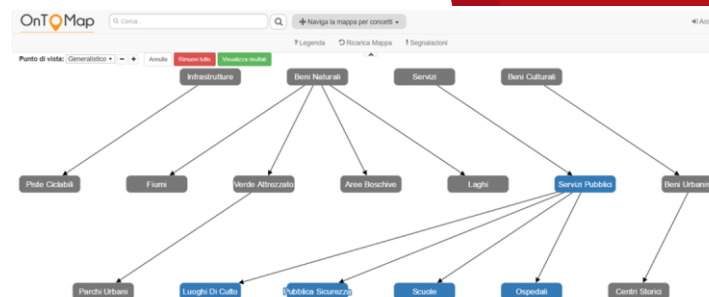 OnTOMap
Cerca
Naviga la mappa per concetti
Acc
? Legenda Ricarica Mappa ! Segnalazioni
Punto di vista: Generalistico Annulla Rimuovi tutto Visualizza risultati
Infrastrutture Beni Naturali Servizi Beni Culturali
Piste Ciclabili Fiumi Verde Attrezzato Aree Boschive Laghi Servizi Pubblici Beni Urbanis
Parchi Urbani Luoghi Di Culto Pubblica Sicurezza Scuole Ospedali Centri Storici